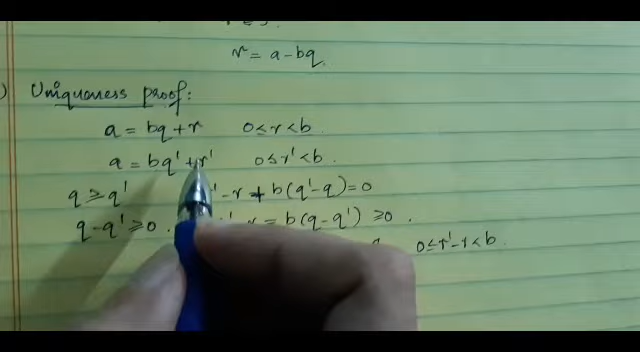 r = a - bq.
) Uniqueness proof:
a = bq + r 0 ≤ r < b
a = bq' + r' 0 ≤ r' < b.
q ≥ q' ' - r + b(q' - q) = 0
q - q' ≥ 0. ' - r = b(q - q') ≥ 0.
0 ≤ r' - r < b.